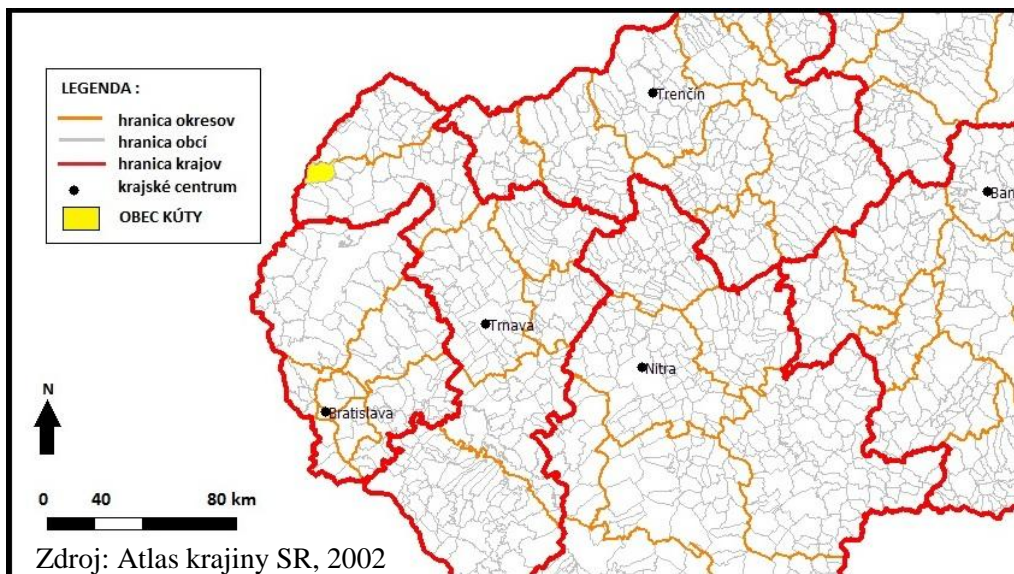 LEGENDA :
hranica okresov
hranica obcí
hranica krajov
krajské centrum
OBEC KÚTY
Trenčín
Ban
Trnava
Nitra
Bratislava
N
0 40 80 km
Zdroj: Atlas krajiny SR, 2002